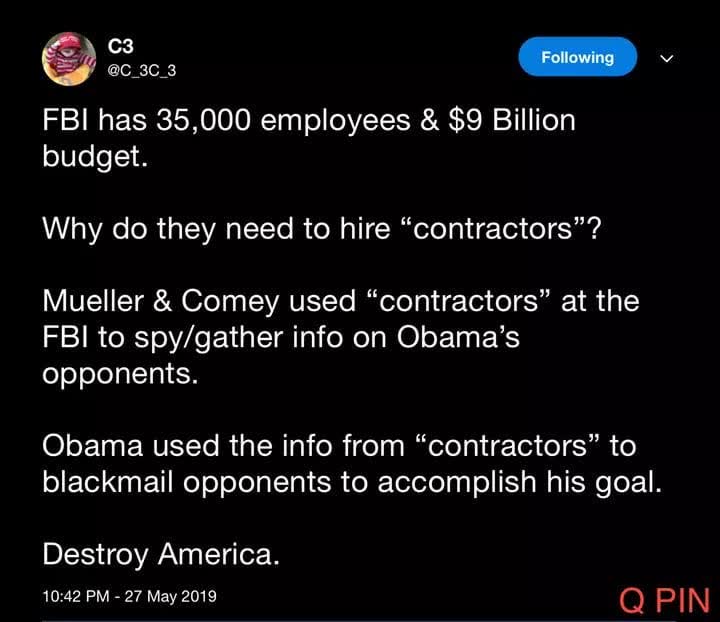 C3
@C_3C_3
Following
FBI has 35,000 employees & $9 Billion
budget.
Why do they need to hire “contractors”?
Mueller & Comey used “contractors” at the
FBI to spy/gather info on Obama’s
opponents.
Obama used the info from “contractors” to
blackmail opponents to accomplish his goal.
Destroy America.
10:42 PM - 27 May 2019
Q PIN